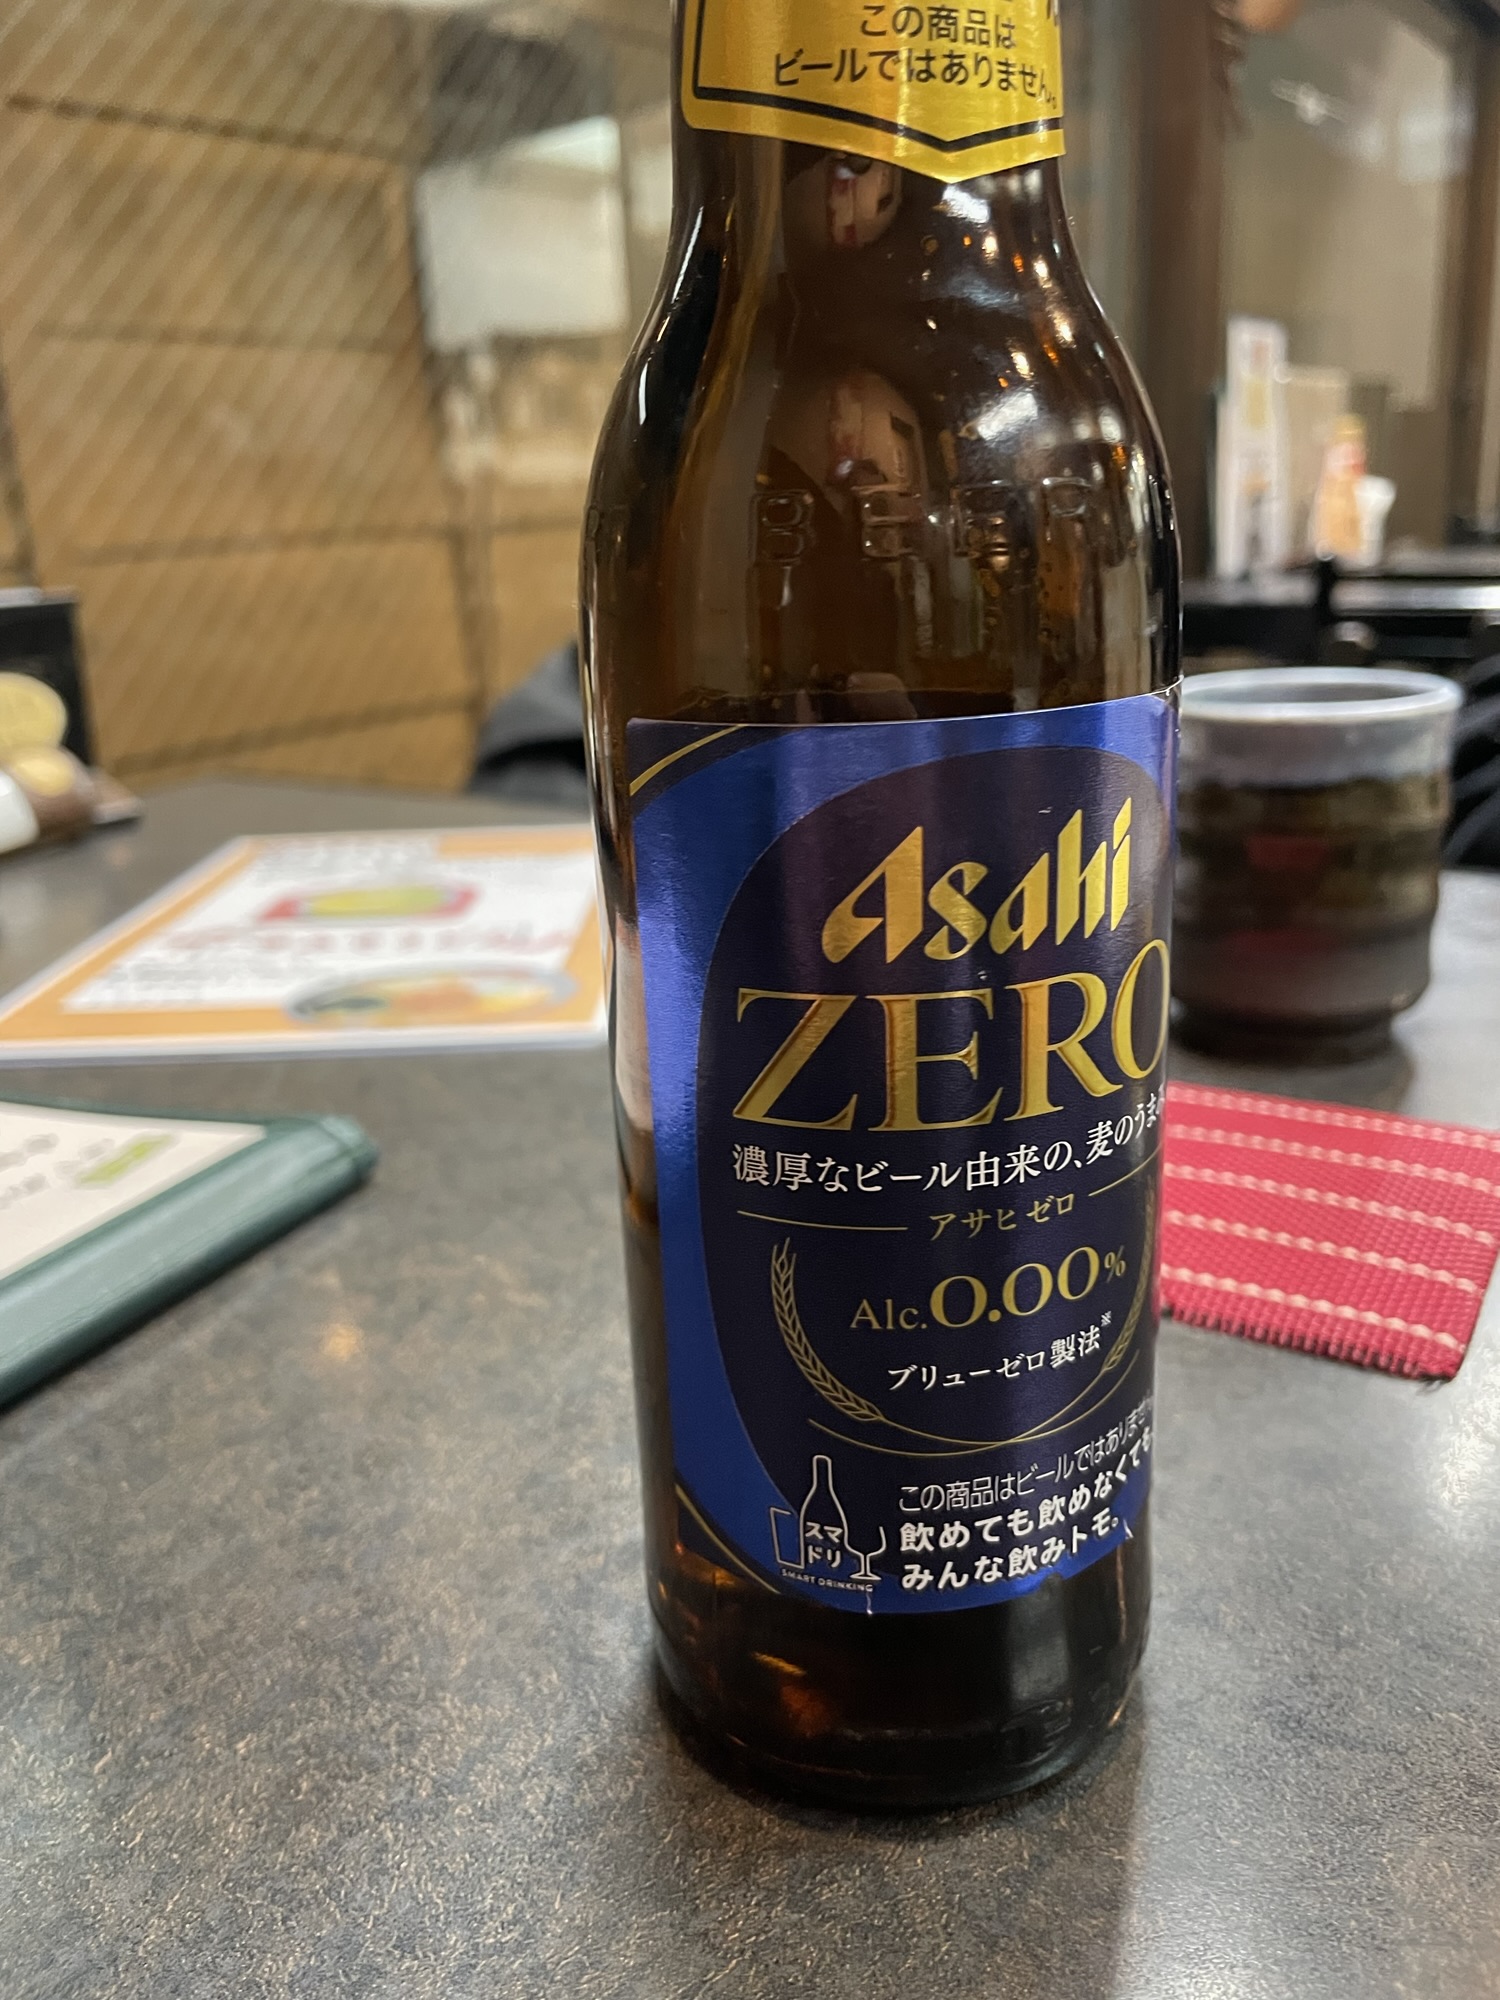 この商品は
ビールではありません。
BEER
Asahi
ZERO
濃厚なビール由来の、麦のうまみ
アサヒ ゼロ
Alc.0.00%
ブリューゼロ製法※
この商品はビールではありません
飲めても飲めなくても
みんな飲みトモ。
スマ
ドリ
SMART DRINKING